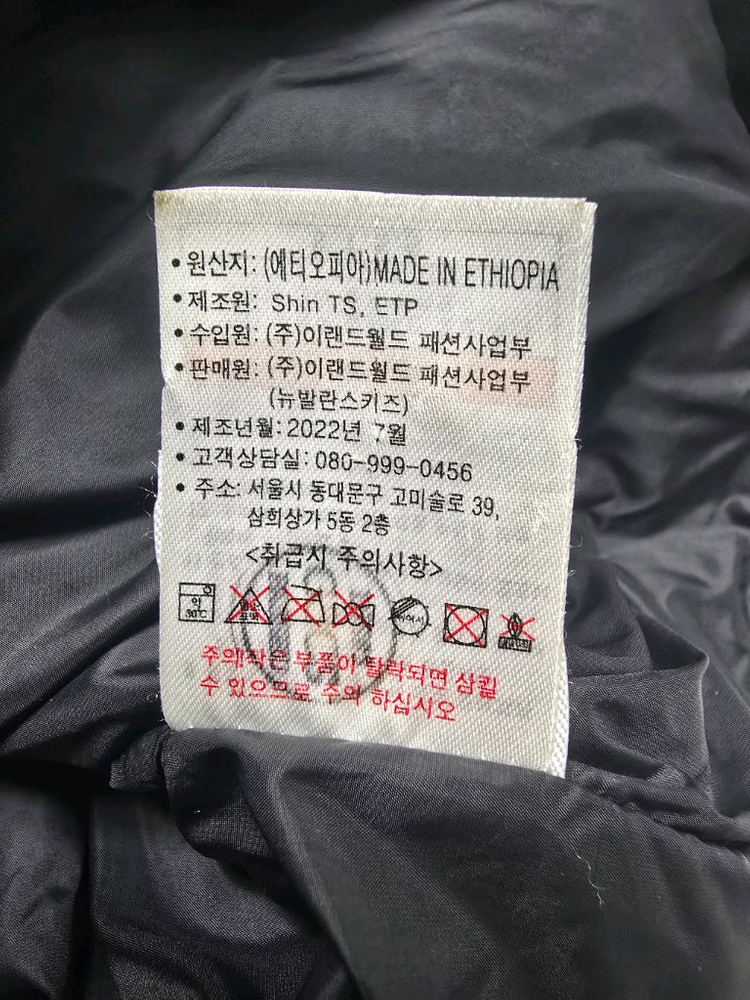 • 원산지: (에티오피아)MADE IN ETHIOPIA
• 제조원: Shin TS, ETP
• 수입원: (주)이랜드월드 패션사업부
• 판매원: (주)이랜드월드 패션사업부
(뉴발란스키즈)
• 제조년월: 2022년 7월
• 고객상담실: 080-999-0456
• 주소: 서울시 동대문구 고미술로 39,
삼희상가 5동 2층
<취급시 주의사항>
약 30℃
주의!작은 부품이 탈락되면 삼킬
수 있으므로 주의 하십시오